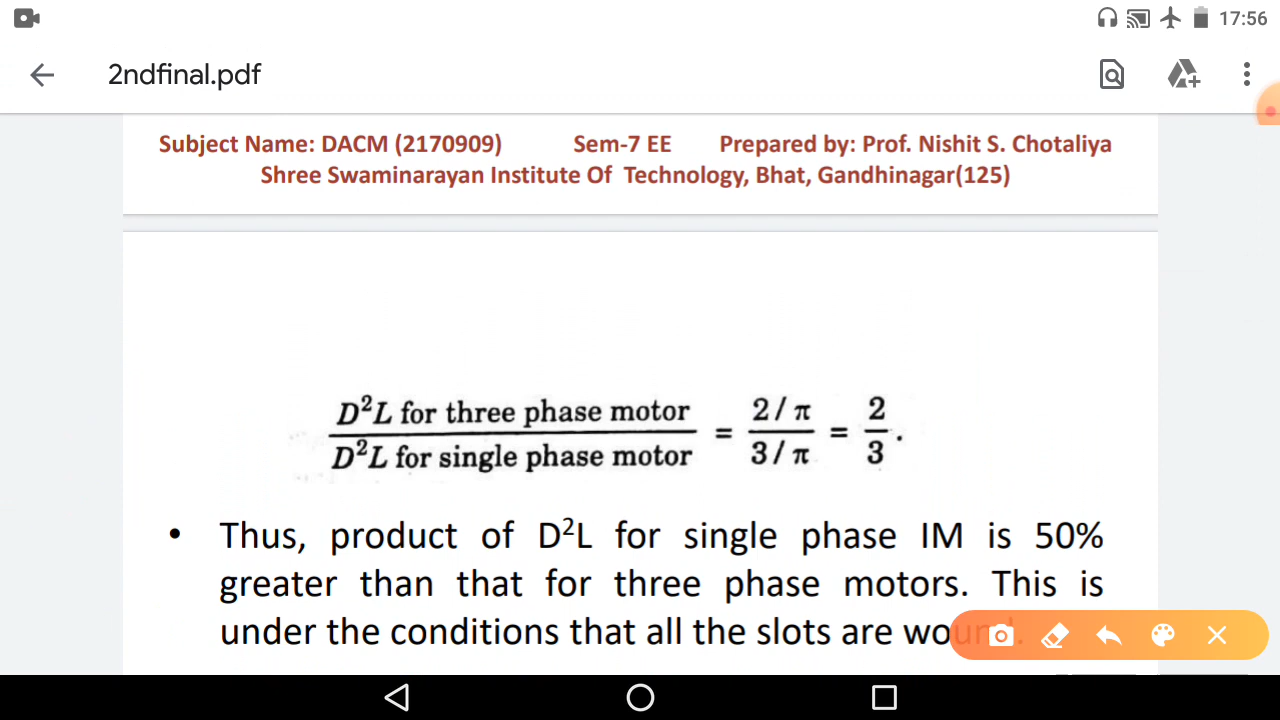 17:56
2ndfinal.pdf
Subject Name: DACM (2170909) Sem-7 EE Prepared by: Prof. Nishit S. Chotaliya
Shree Swaminarayan Institute Of Technology, Bhat, Gandhinagar(125)
D²L for three phase motor / D²L for single phase motor = 2/π / 3/π = 2/3.
• Thus, product of D²L for single phase IM is 50%
greater than that for three phase motors. This is
under the conditions that all the slots are wound.